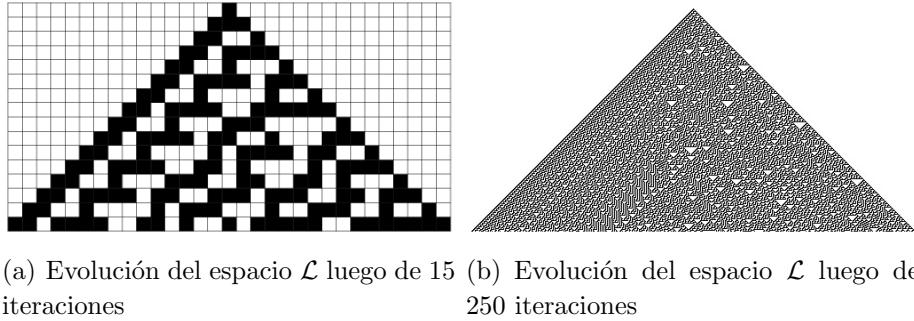 (a) Evolución del espacio ℒ luego de 15
iteraciones
(b) Evolución del espacio ℒ luego de
250 iteraciones